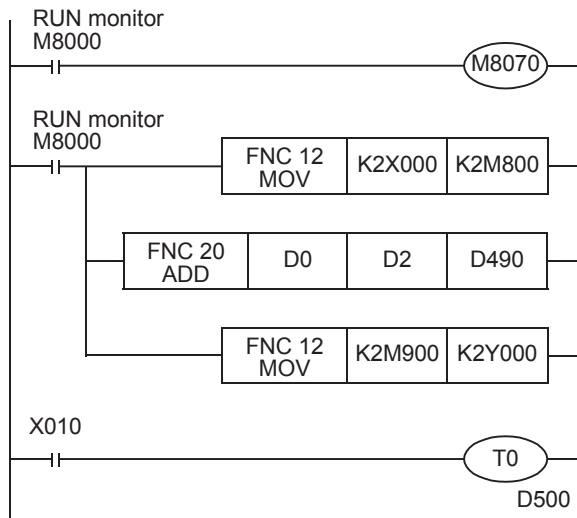 RUN monitor
M8000
M8070
RUN monitor
M8000
FNC 12
MOV
K2X000
K2M800
FNC 20
ADD
D0
D2
D490
FNC 12
MOV
K2M900
K2Y000
X010
T0
D500